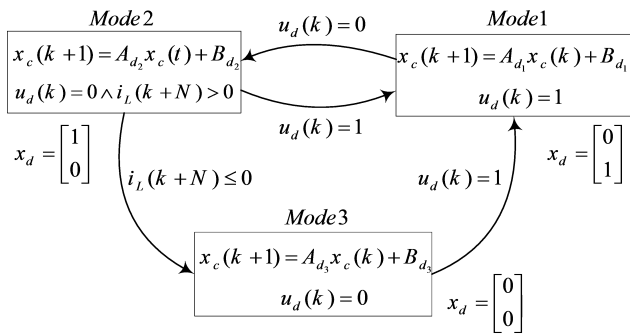 Mode2
x_c(k+1)=A_{d_2}x_c(t)+B_{d_2}
u_d(k)=0∧i_L(k+N)>0
x_d=[1 0]
u_d(k)=0
u_d(k)=1
Mode1
x_c(k+1)=A_{d_1}x_c(k)+B_{d_1}
u_d(k)=1
x_d=[0 1]
i_L(k+N)≤0
u_d(k)=1
Mode3
x_c(k+1)=A_{d_3}x_c(k)+B_{d_3}
u_d(k)=0
x_d=[0 0]